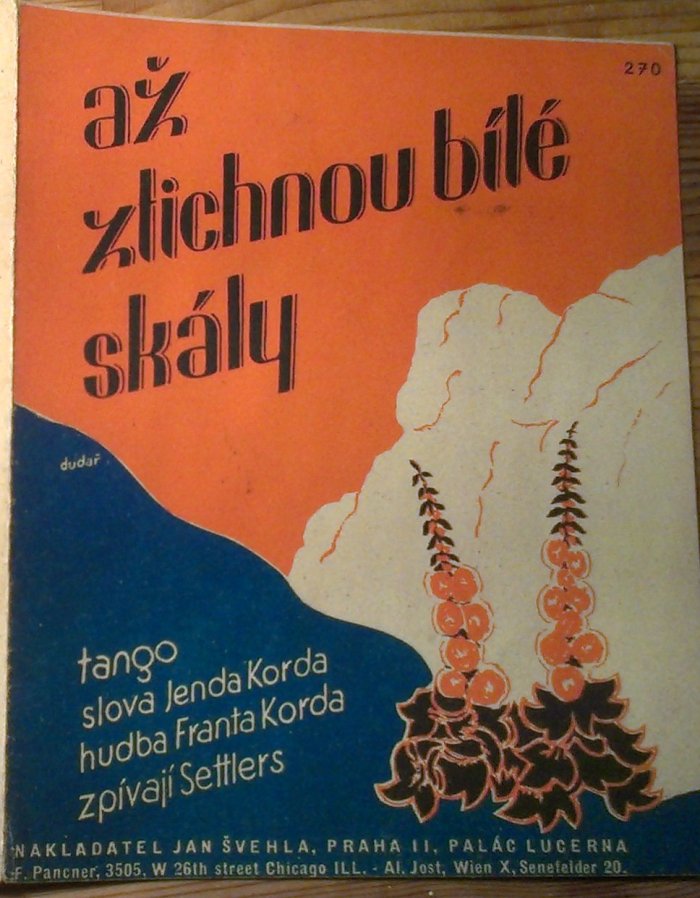 270
až
ztichnou bílé
skály
dudař
tango
slova Jenda Korda
hudba Franta Korda
zpívají Settlers
NAKLADATEL JAN ŠVEHLA, PRAHA II, PALÁC LUCERNA
F. Pancner, 3505, W 26th street Chicago ILL. - Al. Jost, Wien X, Senefelder 20.